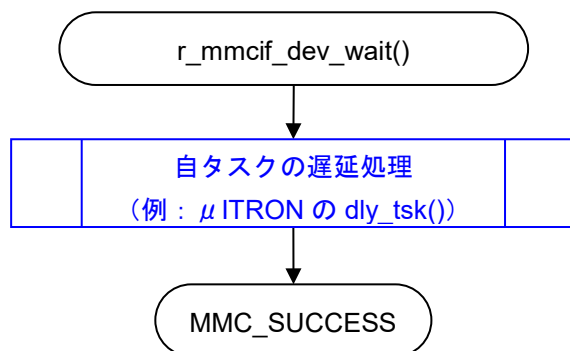 r_mmcif_dev_wait()
自タスクの遅延処理
（例：μITRON の dly_tsk()）
MMC_SUCCESS